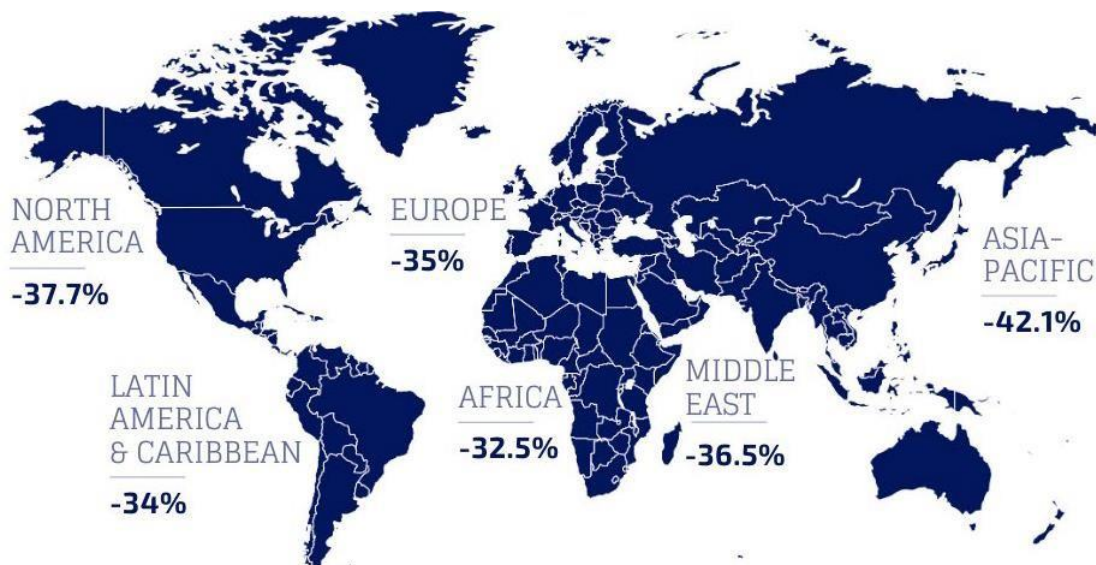 NORTH
AMERICA
-37.7%
EUROPE
-35%
ASIA-
PACIFIC
-42.1%
LATIN
AMERICA
& CARIBBEAN
-34%
AFRICA
-32.5%
MIDDLE
EAST
-36.5%